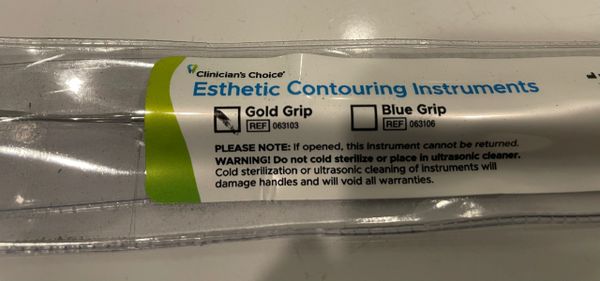 Clinician's Choice®
Esthetic Contouring Instruments
Gold Grip
REF 063103
Blue Grip
REF 063106
PLEASE NOTE: If opened, this instrument cannot be returned.
WARNING! Do not cold sterilize or place in ultrasonic cleaner.
Cold sterilization or ultrasonic cleaning of instruments will
damage handles and will void all warranties.